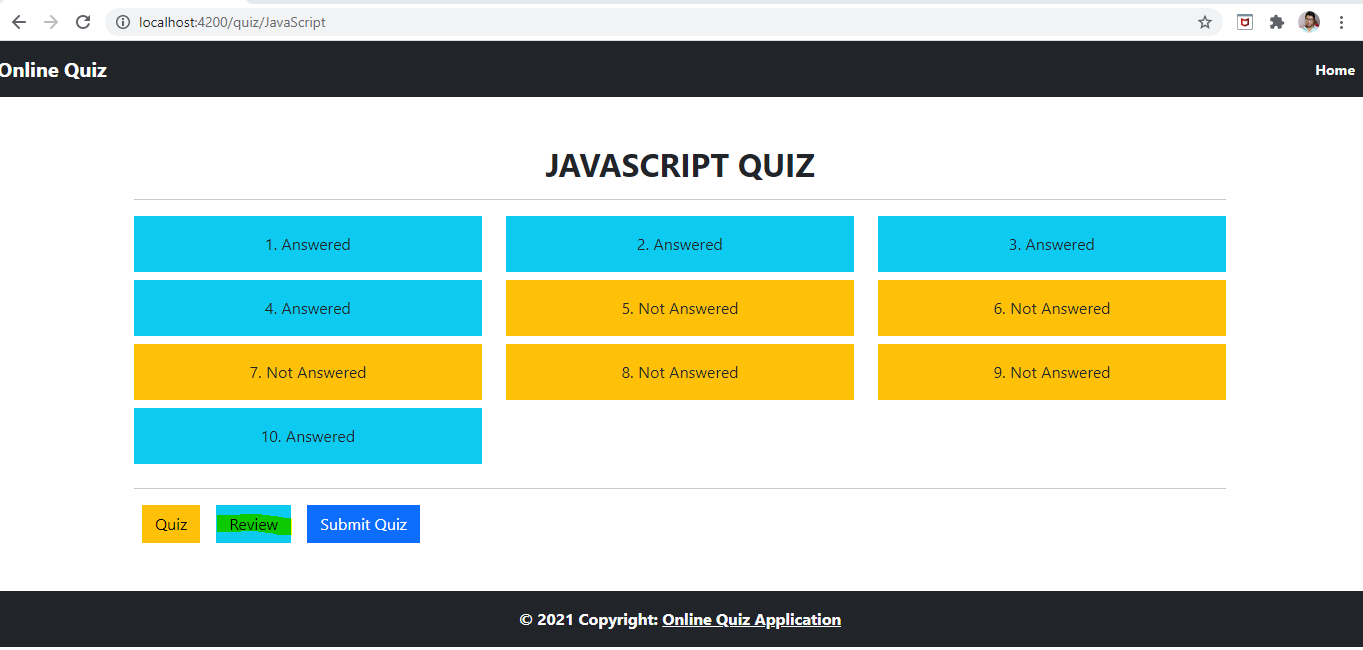 localhost:4200/quiz/JavaScript
Online Quiz
Home
JAVASCRIPT QUIZ
1. Answered
2. Answered
3. Answered
4. Answered
5. Not Answered
6. Not Answered
7. Not Answered
8. Not Answered
9. Not Answered
10. Answered
Quiz
Review
Submit Quiz
© 2021 Copyright: Online Quiz Application